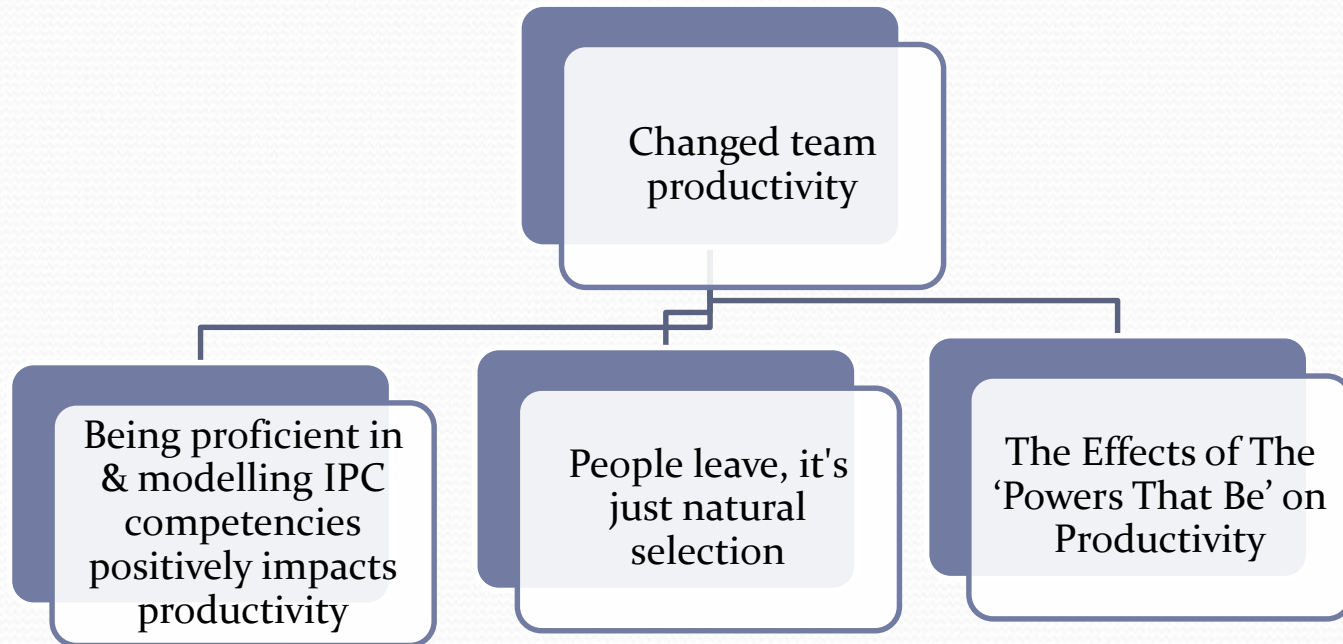 Changed team
productivity
Being proficient in
& modelling IPC
competencies
positively impacts
productivity
People leave, it's
just natural
selection
The Effects of The
‘Powers That Be’ on
Productivity